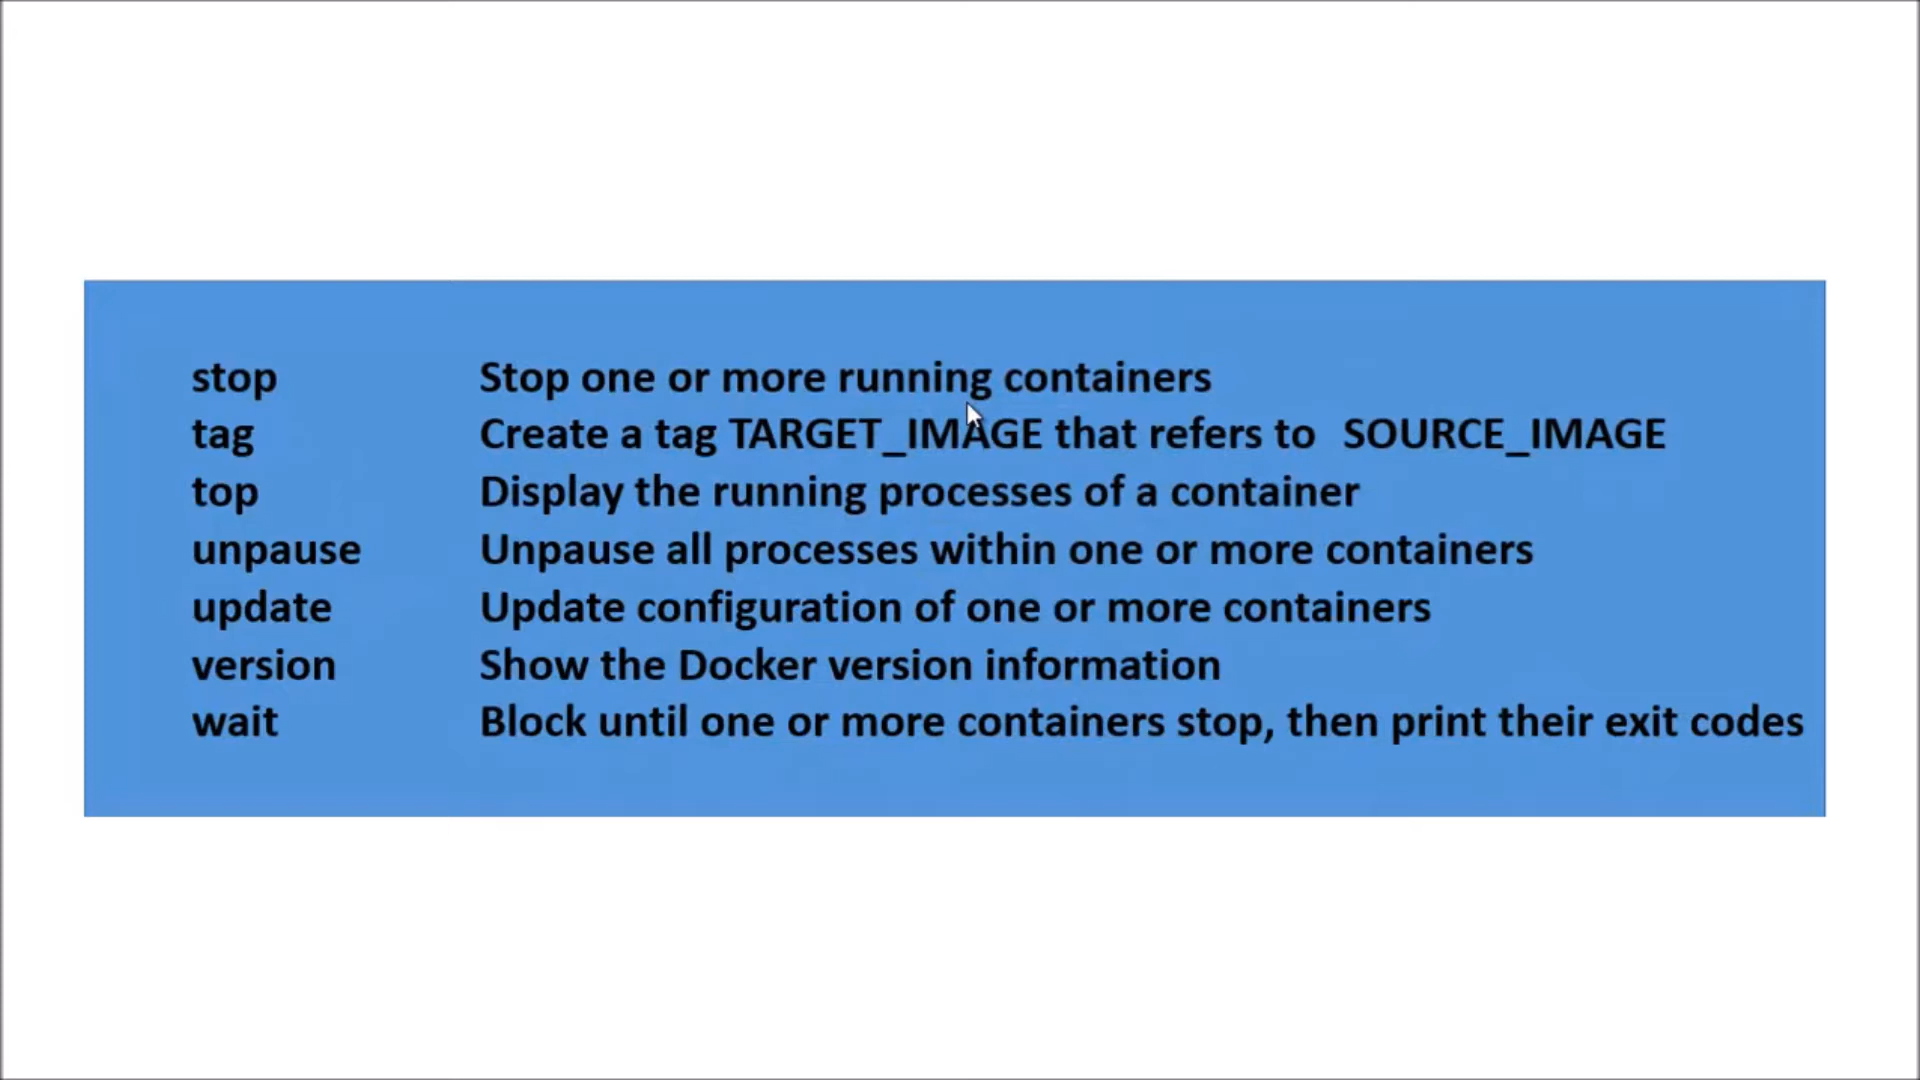 stop Stop one or more running containers
tag Create a tag TARGET_IMAGE that refers to SOURCE_IMAGE
top Display the running processes of a container
unpause Unpause all processes within one or more containers
update Update configuration of one or more containers
version Show the Docker version information
wait Block until one or more containers stop, then print their exit codes